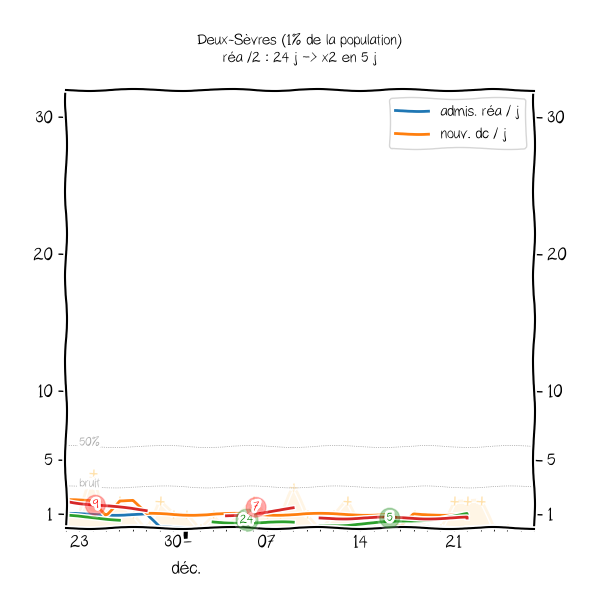 Deux-Sèvres (1% de la population)
réa /2 : 24 j -> x2 en 5 j
admis. réa / j
nouv. dc / j
30 30
20 20
10 10
50%
5 5
bruit
9 7 24 5
1 1
23 30 07 14 21
déc.